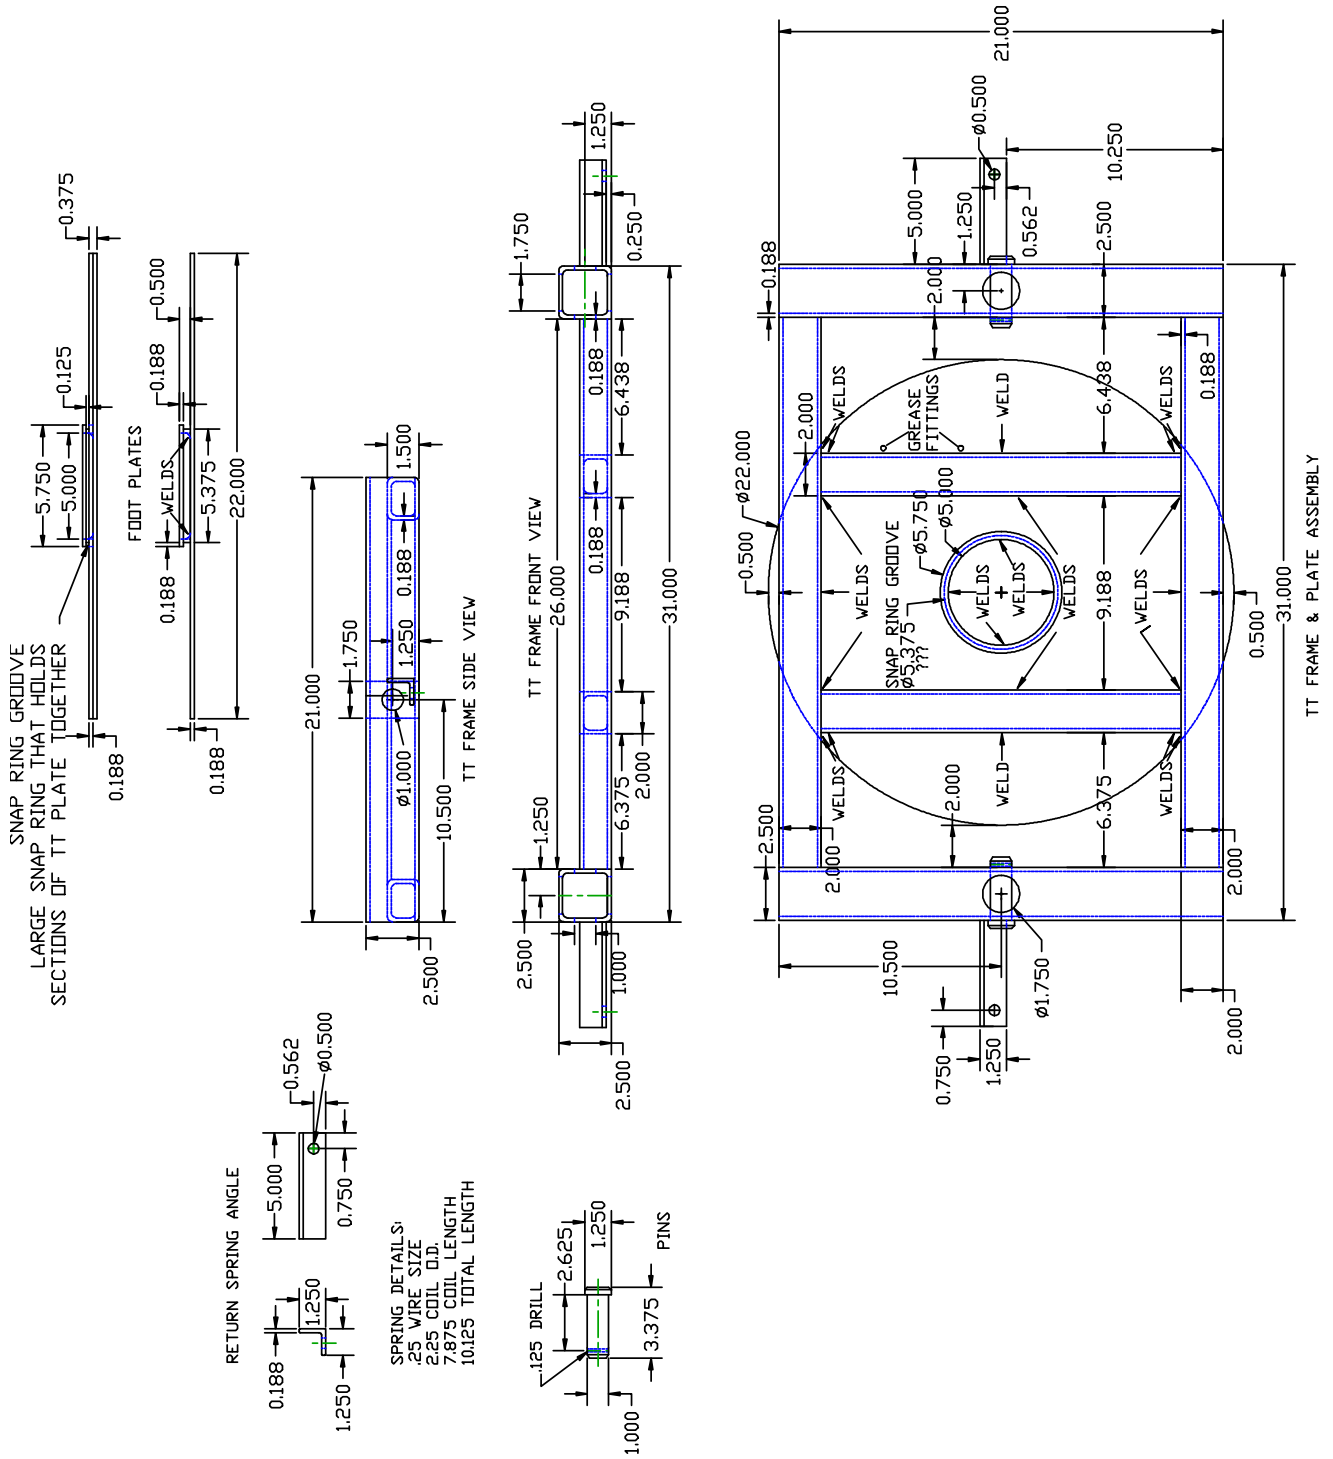 SNAP RING GROOVE
LARGE SNAP RING THAT HOLDS
SECTIONS OF TT PLATE TOGETHER
5.750
5.000
0.125
0.375
0.188
FOOT PLATES
WELDS
0.188
0.188
0.500
5.375
22.000
0.188
21.000
1.750
1.250
1.500
0.188
ø1.000
10.500
2.500
TT FRAME SIDE VIEW
TT FRAME FRONT VIEW
26.000
1.250
2.500
1.750
1.250
0.250
0.188
0.188
6.438
9.188
6.375
2.000
1.000
31.000
2.500
RETURN SPRING ANGLE
5.000
0.562
ø0.500
0.750
0.188
1.250
1.250
SPRING DETAILS:
.25 WIRE SIZE
2.25 COIL O.D.
7.875 COIL LENGTH
10.125 TOTAL LENGTH
.125 DRILL
2.625
1.250
3.375
1.000
PINS
21.000
ø0.500
10.250
5.000
1.250
0.562
2.500
0.188
2.000
ø22.000
0.500
2.000
WELDS
GREASE
FITTINGS
WELD
6.438
WELDS
0.188
SNAP RING GROOVE
ø5.375
???
ø5.750
ø5.000
WELDS
WELDS
WELDS
WELDS
9.188
WELDS
0.500
31.000
2.500
2.000
WELDS
2.000
WELD
6.375
WELDS
2.000
10.500
ø1.750
0.750
1.250
2.000
TT FRAME & PLATE ASSEMBLY